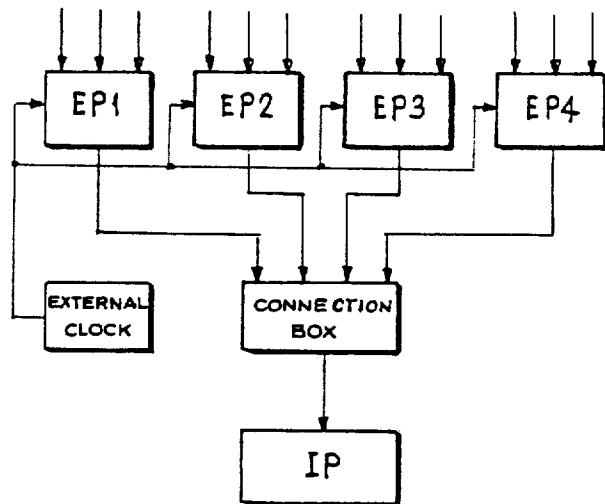 EP1
EP2
EP3
EP4
EXTERNAL
CLOCK
CONNECTION
BOX
IP